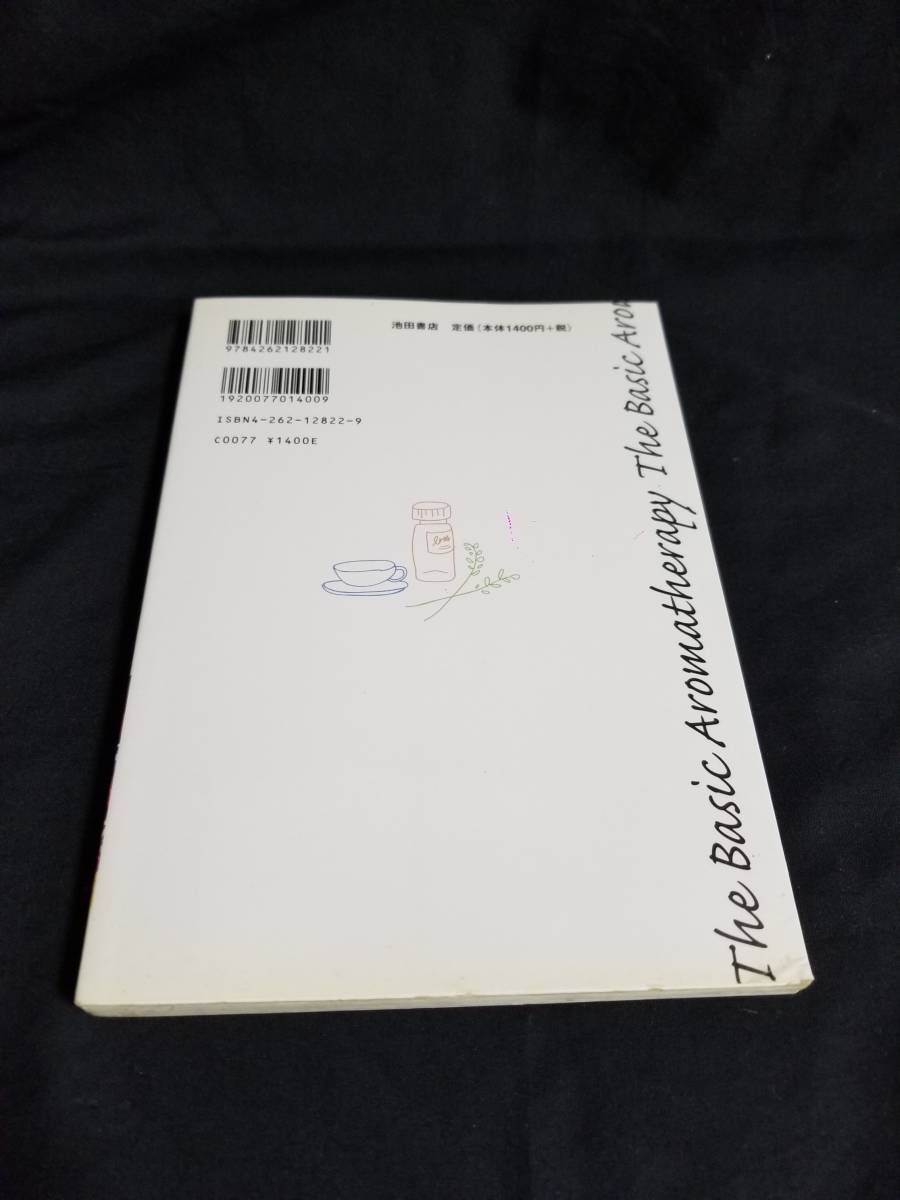 9784262128221
池田書店 定価(本体1400円+税)
1920077014009
ISBN4-262-12822-9
C0077 ¥1400E
The Basic Aromatherapy The Basic Aro